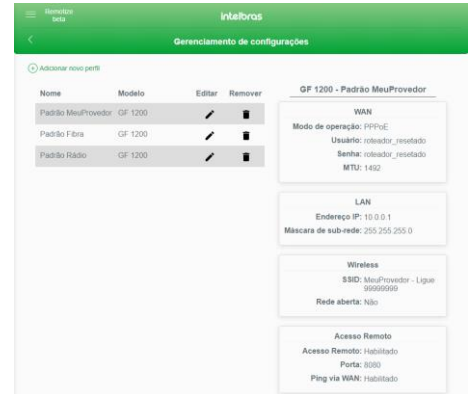 Remotize
beta
intelbras
Gerenciamento de configurações
Adicionar novo perfil
Nome Modelo Editar Remover
Padrão MeuProvedor GF 1200
Padrão Fibra GF 1200
Padrão Rádio GF 1200
GF 1200 - Padrão MeuProvedor
WAN
Modo de operação: PPPoE
Usuário: roteador_resetado
Senha: roteador_resetado
MTU: 1492
LAN
Endereço IP: 10.0.0.1
Máscara de sub-rede: 255.255.255.0
Wireless
SSID: MeuProvedor - Ligue
99999999
Rede aberta: Não
Acesso Remoto
Acesso Remoto: Habilitado
Porta: 8080
Ping via WAN: Habilitado